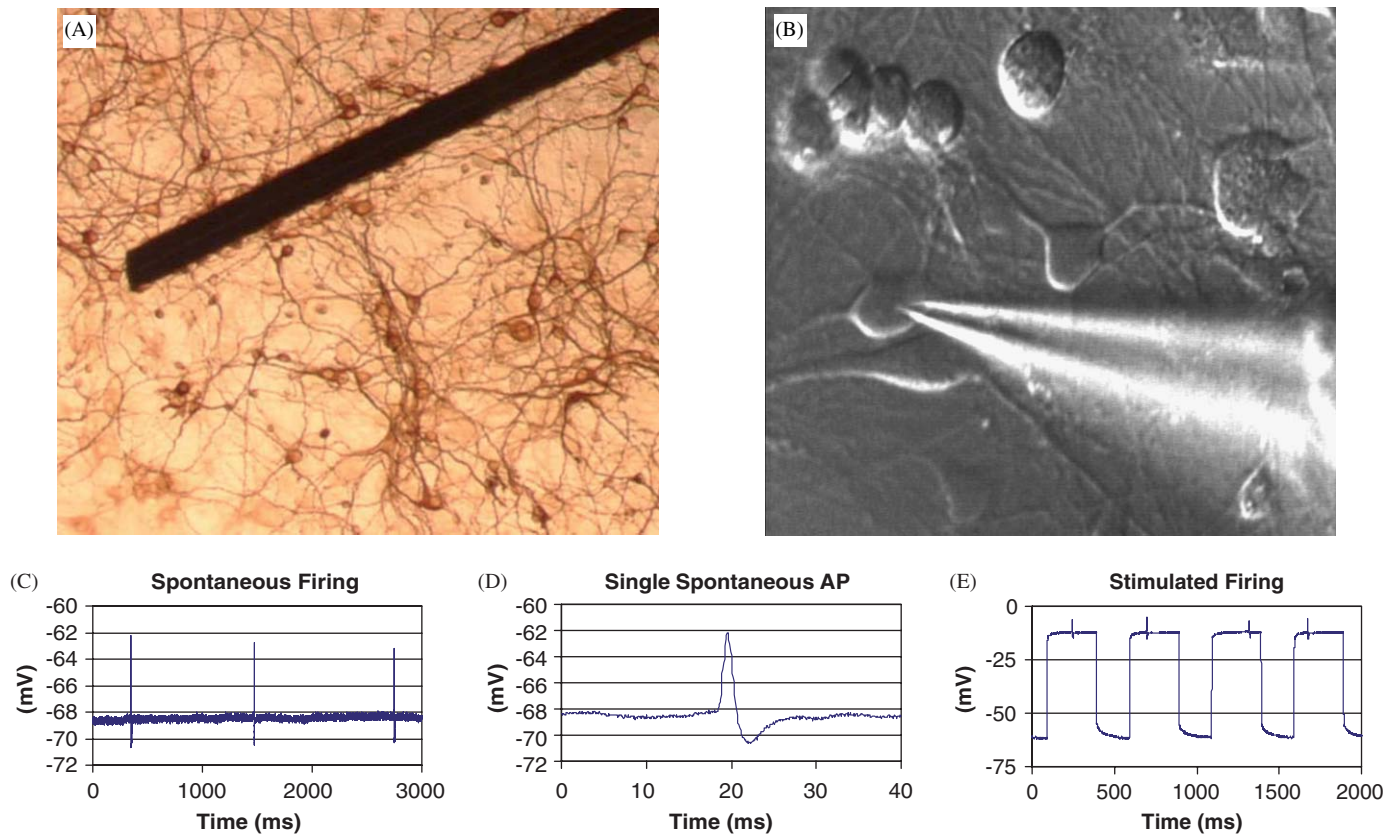 (A)
(B)
(C) Spontaneous Firing
-60
-62
-64
-66
-68
-70
-72
(mV)
0 1000 2000 3000
Time (ms)
(D) Single Spontaneous AP
-60
-62
-64
-66
-68
-70
-72
(mV)
0 10 20 30 40
Time (ms)
(E) Stimulated Firing
0
-25
-50
-75
(mV)
0 500 1000 1500 2000
Time (ms)